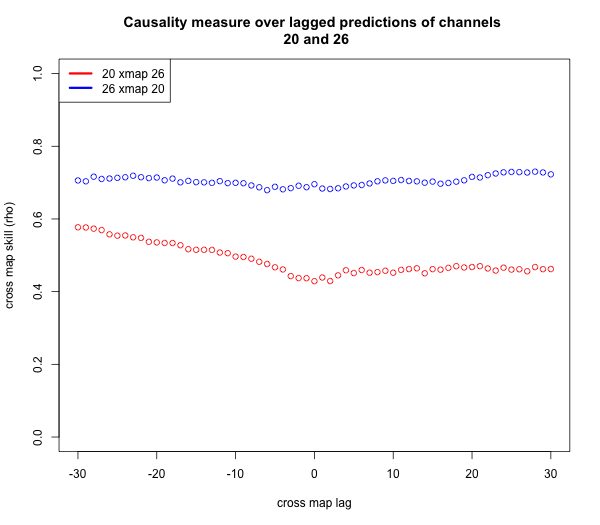 Causality measure over lagged predictions of channels
20 and 26
20 xmap 26
26 xmap 20
cross map skill (rho)
1.0
0.8
0.6
0.4
0.2
0.0
-30 -20 -10 0 10 20 30
cross map lag